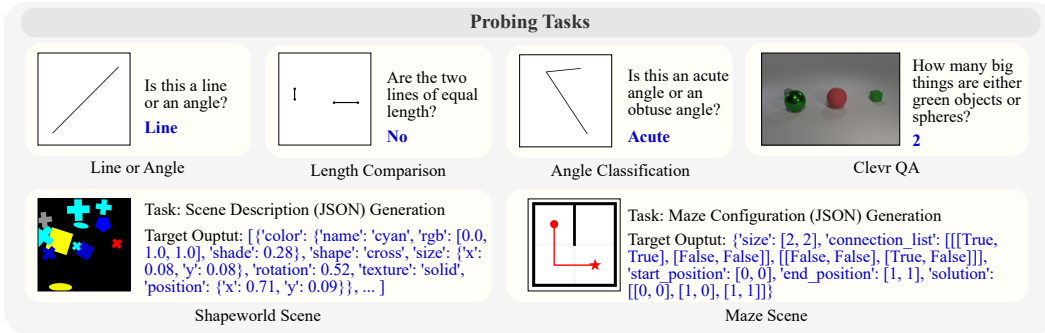 Probing Tasks
Is this a line
or an angle?
Line
Line or Angle
Are the two
lines of equal
length?
No
Length Comparison
Is this an acute
angle or an
obtuse angle?
Acute
Angle Classification
How many big
things are either
green objects or
spheres?
2
Clevr QA
Task: Scene Description (JSON) Generation
Target Ouptut: [{'color': {'name': 'cyan', 'rgb': [0.0,
1.0, 1.0], 'shade': 0.28}, 'shape': 'cross', 'size': {'x':
0.08, 'y': 0.08}, 'rotation': 0.52, 'texture': 'solid',
'position': {'x': 0.71, 'y': 0.09}}, ... ]
Shapeworld Scene
Task: Maze Configuration (JSON) Generation
Target Ouptut: {'size': [2, 2], 'connection_list': [[[True,
True], [False, False]], [[False, False], [True, False]]],
'start_position': [0, 0], 'end_position': [1, 1], 'solution':
[[0, 0], [1, 0], [1, 1]]}
Maze Scene